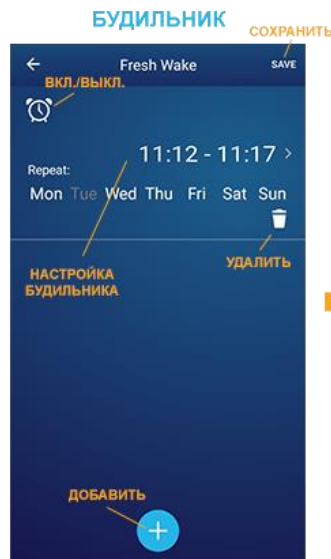 БУДИЛЬНИК
СОХРАНИТЬ
Fresh Wake
SAVE
ВКЛ./ВЫКЛ.
11:12 - 11:17 >
Repeat:
Mon Tue Wed Thu Fri Sat Sun
УДАЛИТЬ
НАСТРОЙКА
БУДИЛЬНИКА
ДОБАВИТЬ